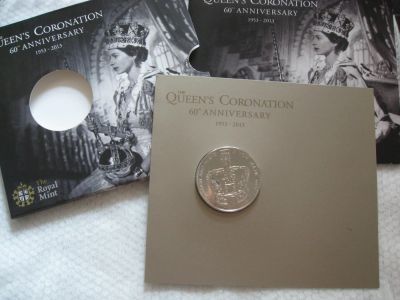 THE
QUEEN'S CORONATION
60TH ANNIVERSARY
1953 - 2013
The
Royal
Mint
QUEEN'S CORONATION
60TH ANNIVERSARY
1953 - 2013
THE
QUEEN'S CORONATION
60TH ANNIVERSARY
1953 - 2013